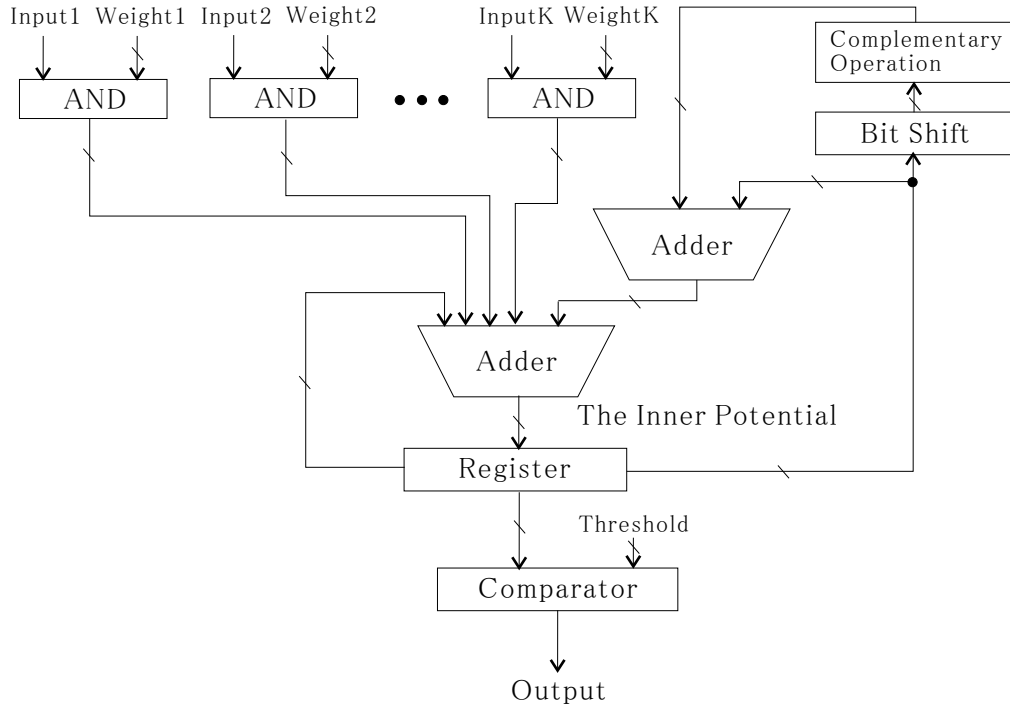 Input1 Weight1 Input2 Weight2 InputK WeightK
Complementary
Operation
AND AND AND
Bit Shift
Adder
Adder
The Inner Potential
Register
Threshold
Comparator
Output